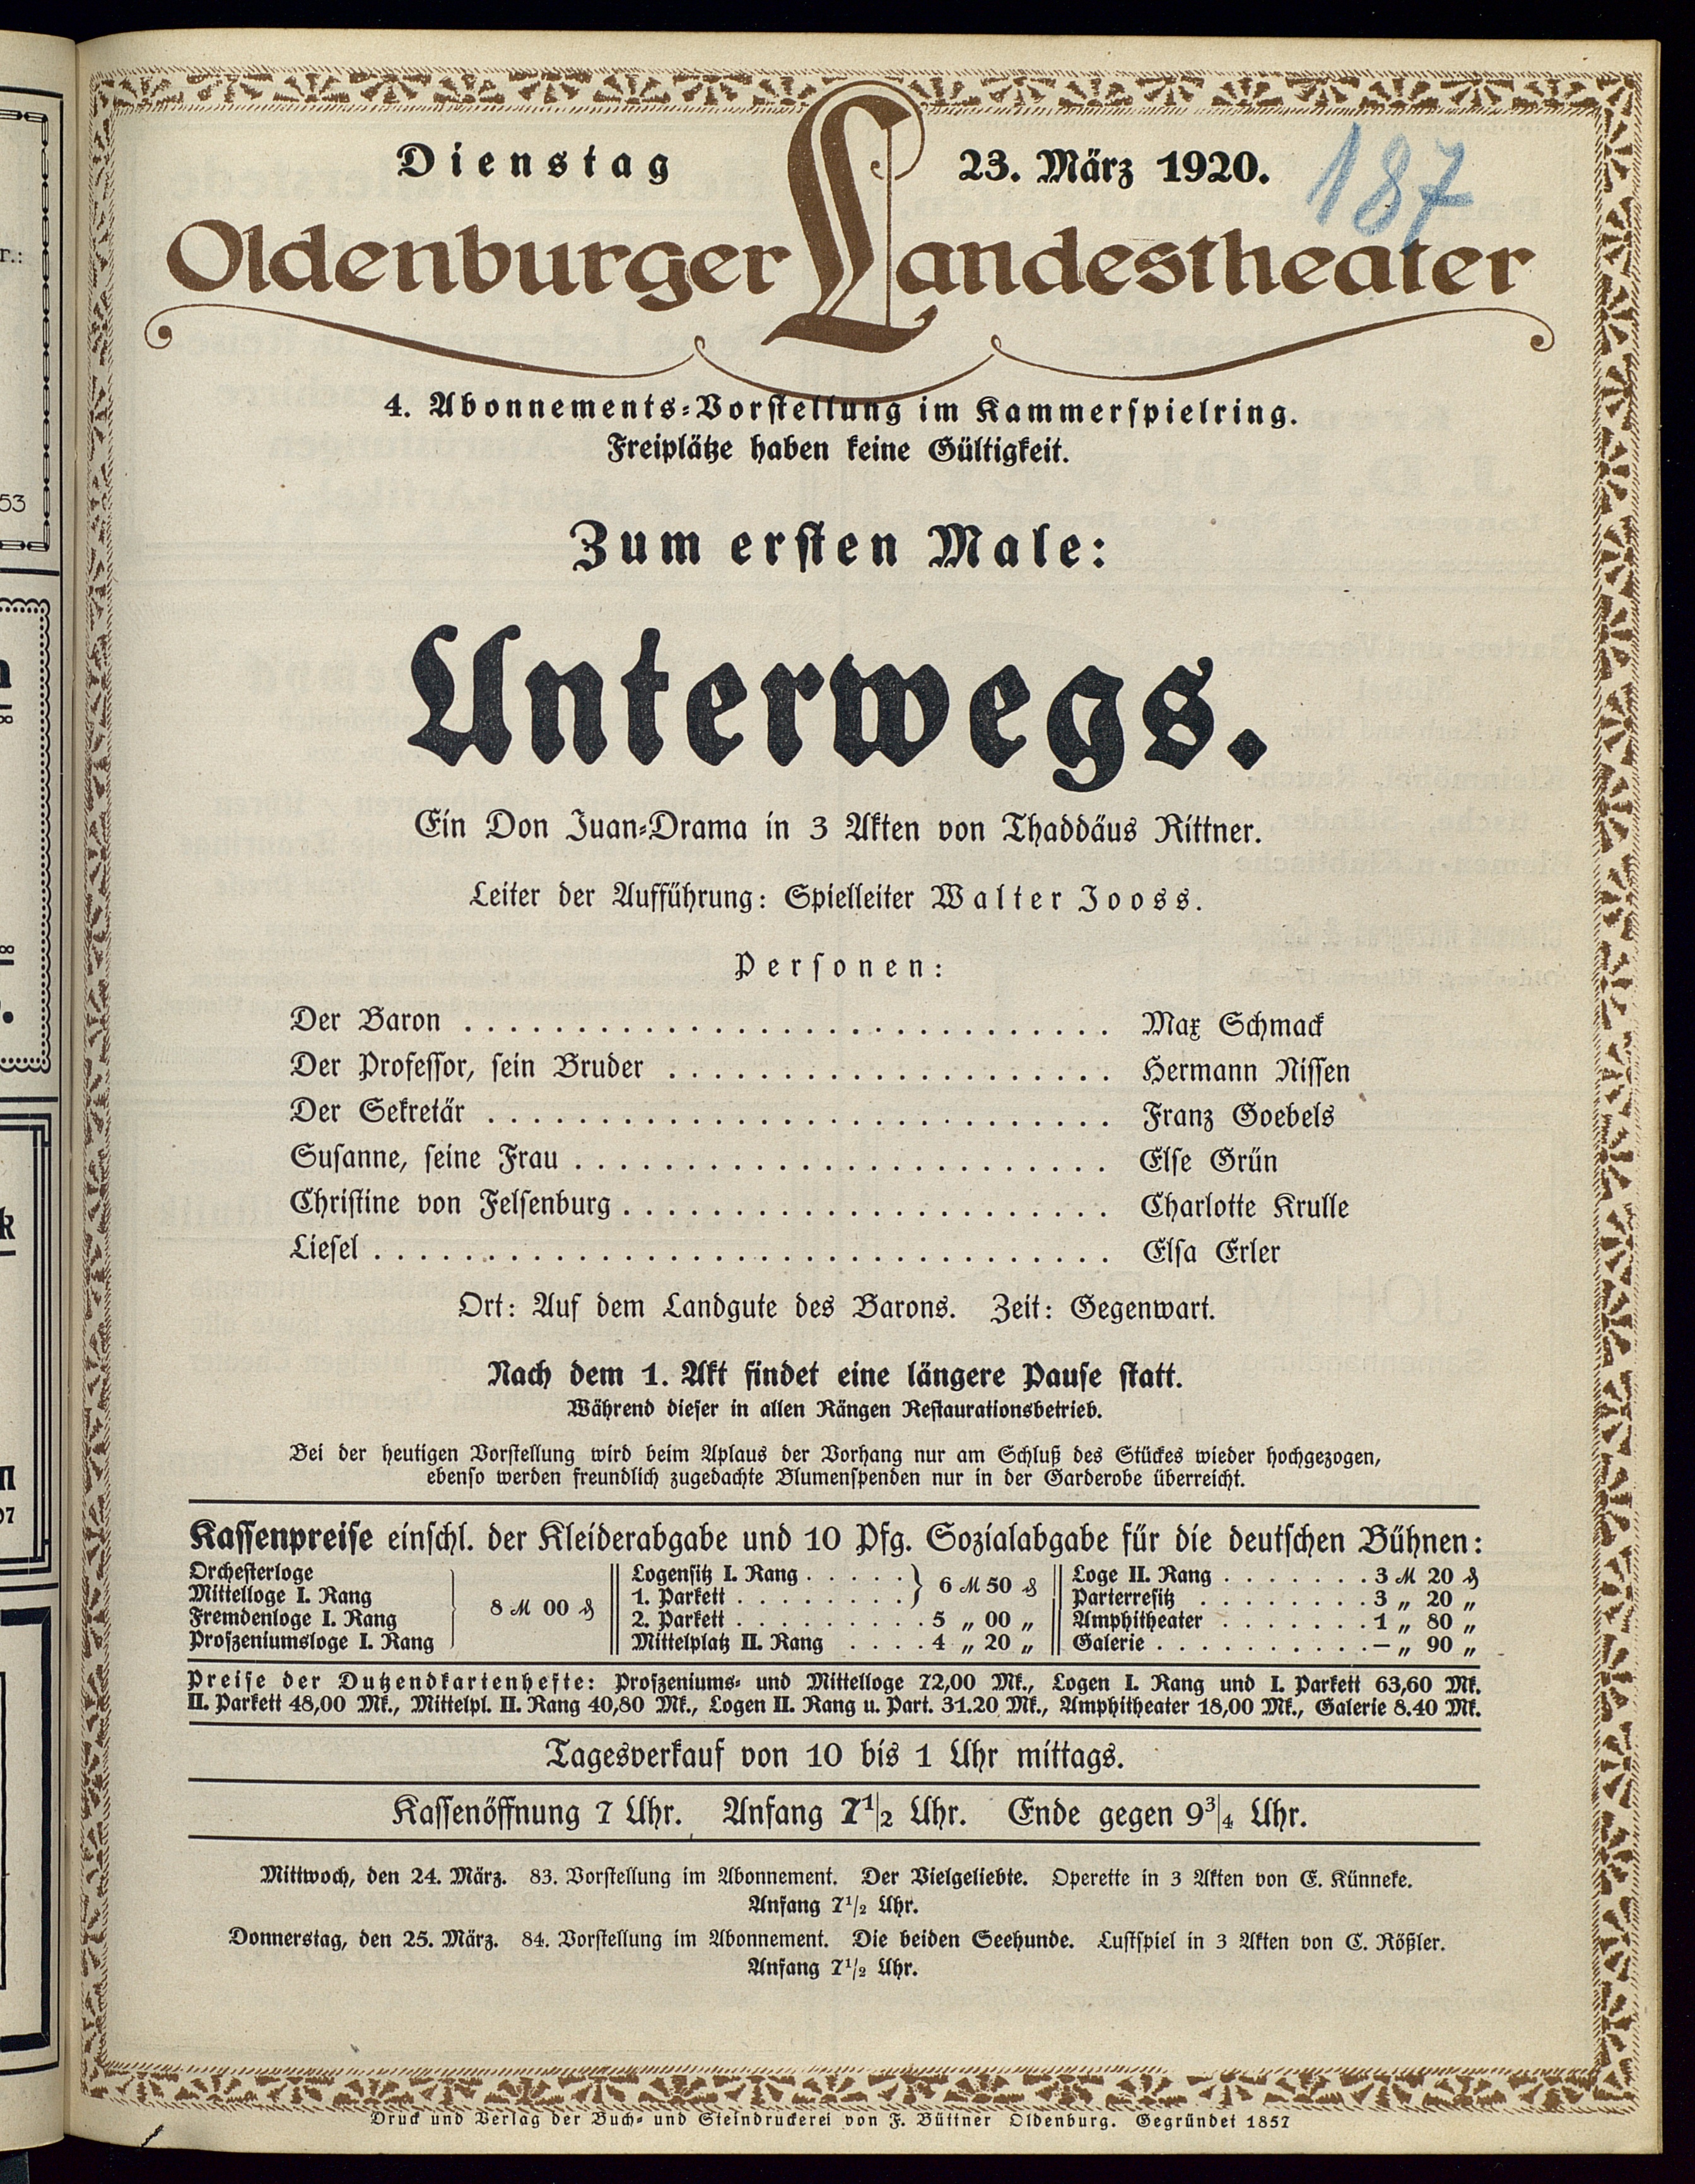 Dienstag 23. März 1920. 187
Oldenburger Landestheater
4. Abonnements-Vorstellung im Kammerspielring.
Freiplätze haben keine Gültigkeit.
Zum ersten Male:
Unterwegs.
Ein Don Juan-Drama in 3 Akten von Thaddäus Rittner.
Leiter der Aufführung: Spielleiter Walter Jooss.
Personen:
Der Baron . . . . . Max Schmack
Der Professor, sein Bruder . . . . . Hermann Nissen
Der Sekretär . . . . . Franz Goebels
Susanne, seine Frau . . . . . Else Grün
Christine von Felsenburg . . . . . Charlotte Krulle
Liesel . . . . . Elsa Erler
Ort: Auf dem Landgute des Barons. Zeit: Gegenwart.
Nach dem 1. Akt findet eine längere Pause statt.
Während dieser in allen Rängen Restaurationsbetrieb.
Bei der heutigen Vorstellung wird beim Aplaus der Vorhang nur am Schluß des Stückes wieder hochgezogen,
ebenso werden freundlich zugedachte Blumenspenden nur in der Garderobe überreicht.
Kassenpreise einschl. der Kleiderabgabe und 10 Pfg. Sozialabgabe für die deutschen Bühnen:
Orchesterloge
Mittelloge I. Rang
Fremdenloge I. Rang
Proszeniumsloge I. Rang
8 ℳ 00 ₰
Logensitz I. Rang . . . . .
1. Parkett . . . . .
6 ℳ 50 ₰
2. Parkett . . . . . 5 „ 00 „
Mittelplatz II. Rang . . . . 4 „ 20 „
Loge II. Rang . . . . . 3 ℳ 20 ₰
Parterresitz . . . . . 3 „ 20 „
Amphitheater . . . . . 1 „ 80 „
Galerie . . . . . — „ 90 „
Preise der Dutzendkartenhefte: Proszeniums- und Mittelloge 72,00 Mk., Logen I. Rang und I. Parkett 63,60 Mk.
II. Parkett 48,00 Mk., Mittelpl. II. Rang 40,80 Mk., Logen II. Rang u. Part. 31.20 Mk., Amphitheater 18,00 Mk., Galerie 8.40 Mk.
Tagesverkauf von 10 bis 1 Uhr mittags.
Kassenöffnung 7 Uhr. Anfang 7 1/2 Uhr. Ende gegen 9 3/4 Uhr.
Mittwoch, den 24. März. 83. Vorstellung im Abonnement. Der Vielgeliebte. Operette in 3 Akten von E. Künneke.
Anfang 7 1/2 Uhr.
Donnerstag, den 25. März. 84. Vorstellung im Abonnement. Die beiden Seehunde. Lustspiel in 3 Akten von C. Rößler.
Anfang 7 1/2 Uhr.
Druck und Verlag der Buch- und Steindruckerei von F. Büttner Oldenburg. Gegründet 1857